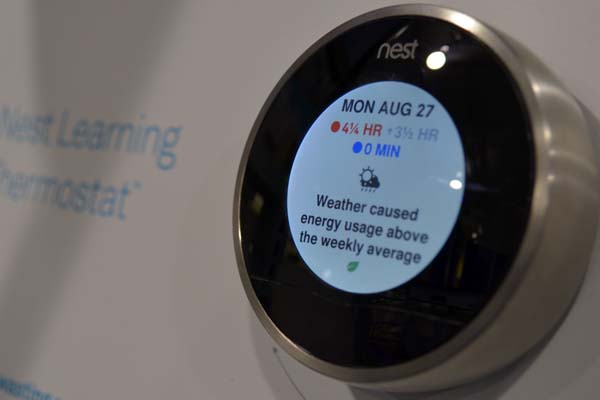 nest
MON AUG 27
4¼ HR +3½ HR
0 MIN
Weather caused
energy usage above
the weekly average
Nest Learning
Thermostat™